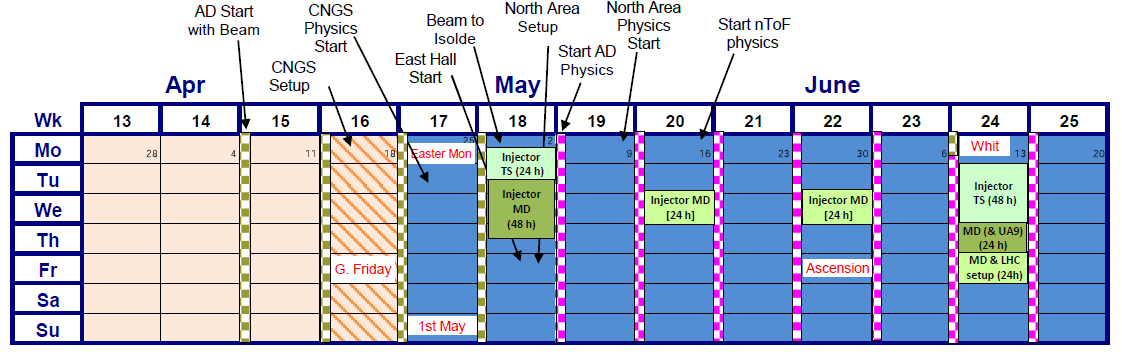 AD Start
with Beam
CNGS
Physics
Start
Beam to
Isolde
North Area
Setup
North Area
Physics
Start
Start nToF
physics
CNGS
Setup
East Hall
Start
Start AD
Physics
Apr May June
Wk 13 14 15 16 17 18 19 20 21 22 23 24 25
Mo 28 4 11 18 Easter Mon 25 2 9 16 23 30 6 Whit 13 20
Injector
TS (24 h)
Tu
We
Th
Fr
Sa
Su
Injector
MD
(48 h)
Injector MD
[24 h]
Injector MD
[24 h]
Injector
TS (48 h)
MD (& UA9)
(24 h)
MD & LHC
setup (24h)
G. Friday
Ascension
1st May